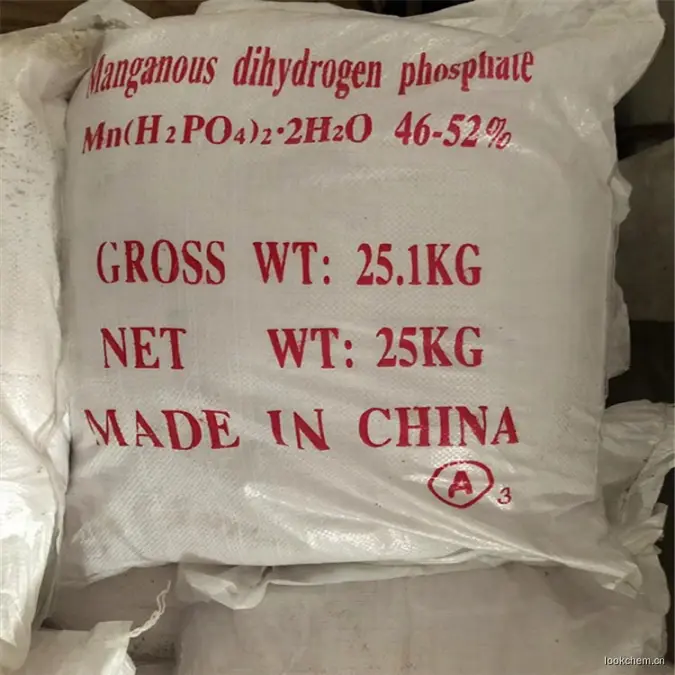 Manganous dihydrogen phosphate
Mn(H2PO4)2·2H2O 46-52%
GROSS WT: 25.1KG
NET WT: 25KG
MADE IN CHINA
A 3
lookchem.cn